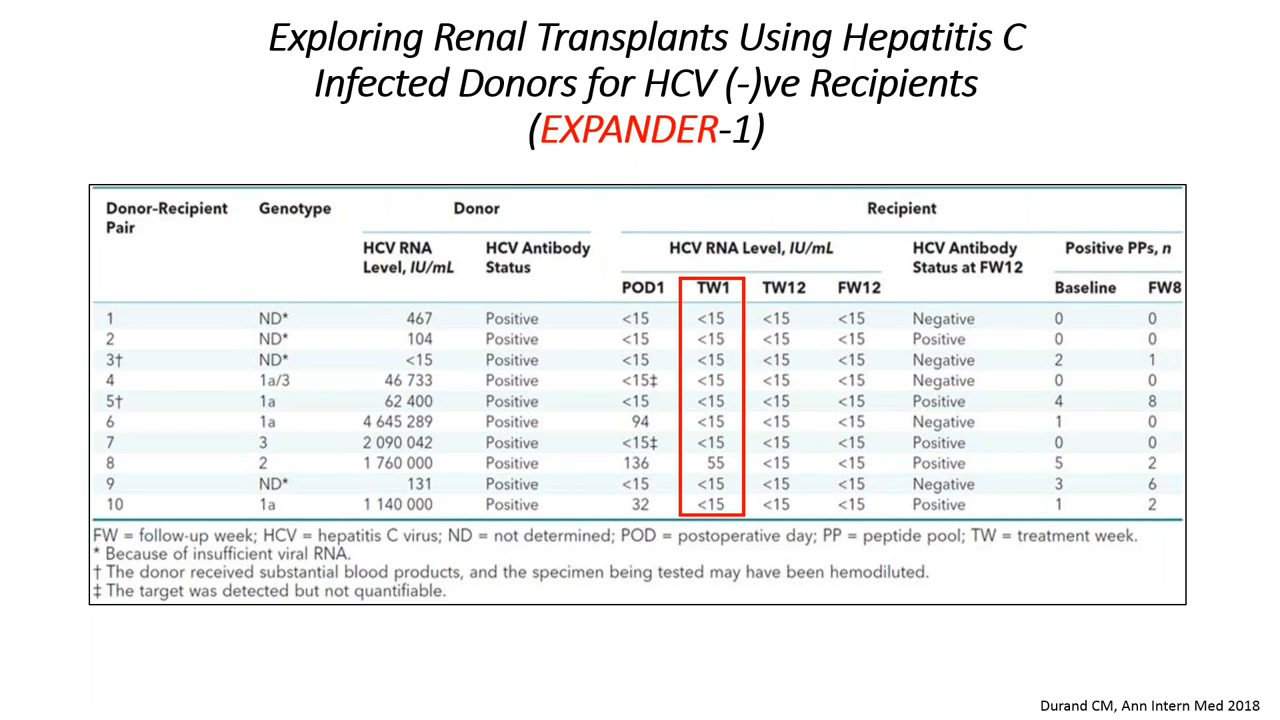 Exploring Renal Transplants Using Hepatitis C
Infected Donors for HCV (-)ve Recipients
(EXPANDER-1)
Donor-Recipient Pair Genotype Donor Recipient
HCV RNA Level, IU/mL HCV Antibody Status HCV RNA Level, IU/mL HCV Antibody Status at FW12 Positive PPs, n
POD1 TW1 TW12 FW12 Baseline FW8
1 ND* 467 Positive <15 <15 <15 <15 Negative 0 0
2 ND* 104 Positive <15 <15 <15 <15 Positive 0 0
3† ND* <15 Positive <15 <15 <15 <15 Negative 2 1
4 1a/3 46 733 Positive <15‡ <15 <15 <15 Negative 0 0
5† 1a 62 400 Positive <15 <15 <15 <15 Positive 4 8
6 1a 4 645 289 Positive 94 <15 <15 <15 Negative 1 0
7 3 2 090 042 Positive <15‡ <15 <15 <15 Positive 0 0
8 2 1 760 000 Positive 136 55 <15 <15 Positive 5 2
9 ND* 131 Positive <15 <15 <15 <15 Negative 3 6
10 1a 1 140 000 Positive 32 <15 <15 <15 Positive 1 2
FW = follow-up week; HCV = hepatitis C virus; ND = not determined; POD = postoperative day; PP = peptide pool; TW = treatment week.
* Because of insufficient viral RNA.
† The donor received substantial blood products, and the specimen being tested may have been hemodiluted.
‡ The target was detected but not quantifiable.
Durand CM, Ann Intern Med 2018